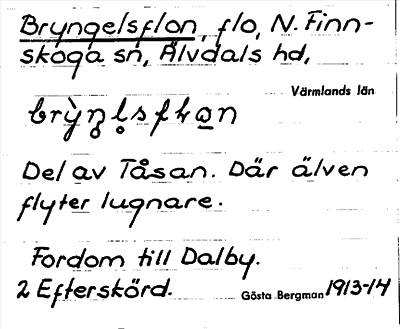 Bryngelsflon, flo, N. Finn-
skoga sn, Älvdals hd,
Värmlands län
Del av Tåsan. Där älven
flyter lugnare.
Fordom till Dalby.
2 Efterskörd.
Gösta Bergman 1913-14